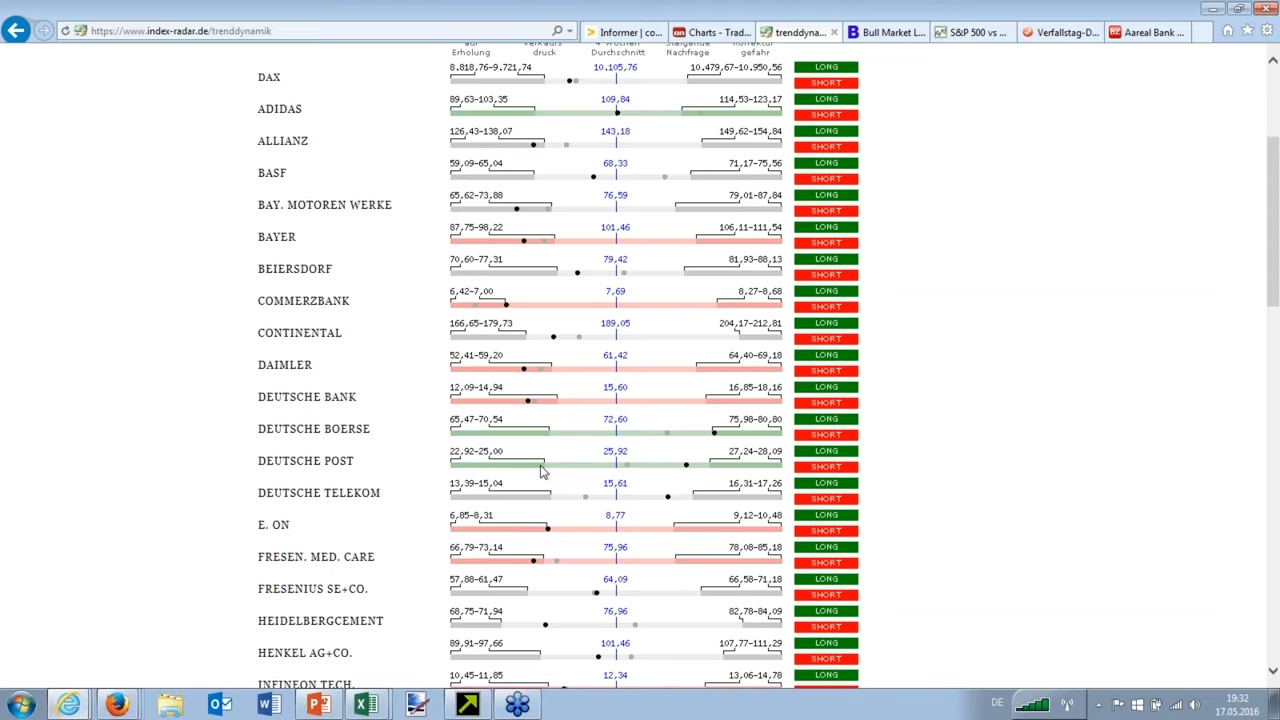 https://www.index-radar.de/trenddynamik
Informer | co...
Charts - Trad...
trenddyna...
Bull Market L...
S&P 500 vs ...
Verfallstag-D...
Aareal Bank ...
Erholung druck Durchschnitt Nachfrage gefahr
DAX 8.818,76-9.721,74 10.105,76 10.479,67-10.950,56 LONG
SHORT
ADIDAS 89,63-103,35 109,84 114,53-123,17 LONG
SHORT
ALLIANZ 126,43-138,07 143,18 149,62-154,84 LONG
SHORT
BASF 59,09-65,04 68,33 71,17-75,56 LONG
SHORT
BAY. MOTOREN WERKE 65,62-72,88 76,59 79,01-87,84 LONG
SHORT
BAYER 87,75-98,22 101,46 106,11-111,54 LONG
SHORT
BEIERSDORF 70,60-77,31 79,42 81,93-88,13 LONG
SHORT
COMMERZBANK 6,42-7,00 7,69 8,27-8,68 LONG
SHORT
CONTINENTAL 166,65-179,73 189,05 204,17-212,81 LONG
SHORT
DAIMLER 52,41-59,20 61,42 64,40-69,18 LONG
SHORT
DEUTSCHE BANK 12,09-14,94 15,60 16,85-18,16 LONG
SHORT
DEUTSCHE BOERSE 65,47-70,54 72,60 75,98-80,80 LONG
SHORT
DEUTSCHE POST 22,92-25,00 25,92 27,24-28,09 LONG
SHORT
DEUTSCHE TELEKOM 13,39-15,04 15,61 16,31-17,26 LONG
SHORT
E. ON 6,85-8,31 8,77 9,12-10,48 LONG
SHORT
FRESEN. MED. CARE 66,79-73,14 75,96 78,08-85,18 LONG
SHORT
FRESENIUS SE+CO. 57,88-61,47 64,09 66,58-71,18 LONG
SHORT
HEIDELBERGCEMENT 68,75-71,94 76,96 82,78-84,09 LONG
SHORT
HENKEL AG+CO. 89,91-97,66 101,46 107,77-111,29 LONG
SHORT
10,45-11,85 12,34 13,06-14,78 LONG
DE
19:32
17.05.2016